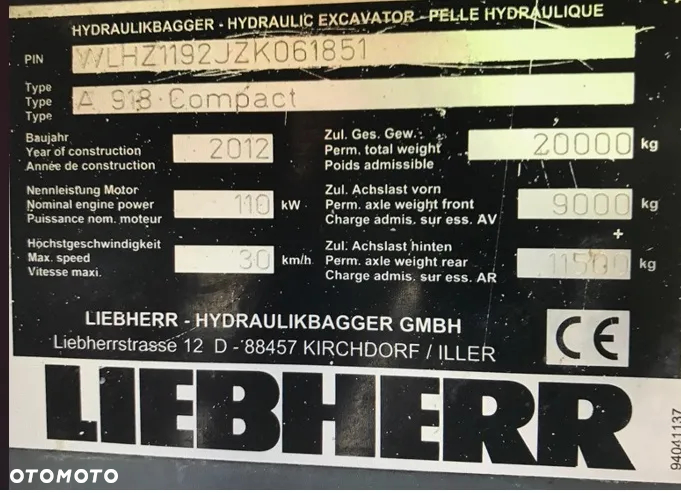 HYDRAULIKBAGGER - HYDRAULIC EXCAVATOR - PELLE HYDRAULIQUE
PIN WLHZ1192JZK061851
Type
Type A 918 Compact
Type
Baujahr
Year of construction 2012
Année de construction
Zul. Ges. Gew.
Perm. total weight 20000 kg
Poids admissible
Nennleistung Motor
Nominal engine power 110 kW
Puissance nom. moteur
Zul. Achslast vorn
Perm. axle weight front 9000 kg
Charge admis. sur ess. AV
Höchstgeschwindigkeit
Max. speed 30 km/h
Vitesse maxi.
+
Zul. Achslast hinten
Perm. axle weight rear 11500 kg
Charge admis. sur ess. AR
LIEBHERR - HYDRAULIKBAGGER GMBH
Liebherrstrasse 12 D - 88457 KIRCHDORF / ILLER
CE
LIEBHERR
94041137
OTOMOTO